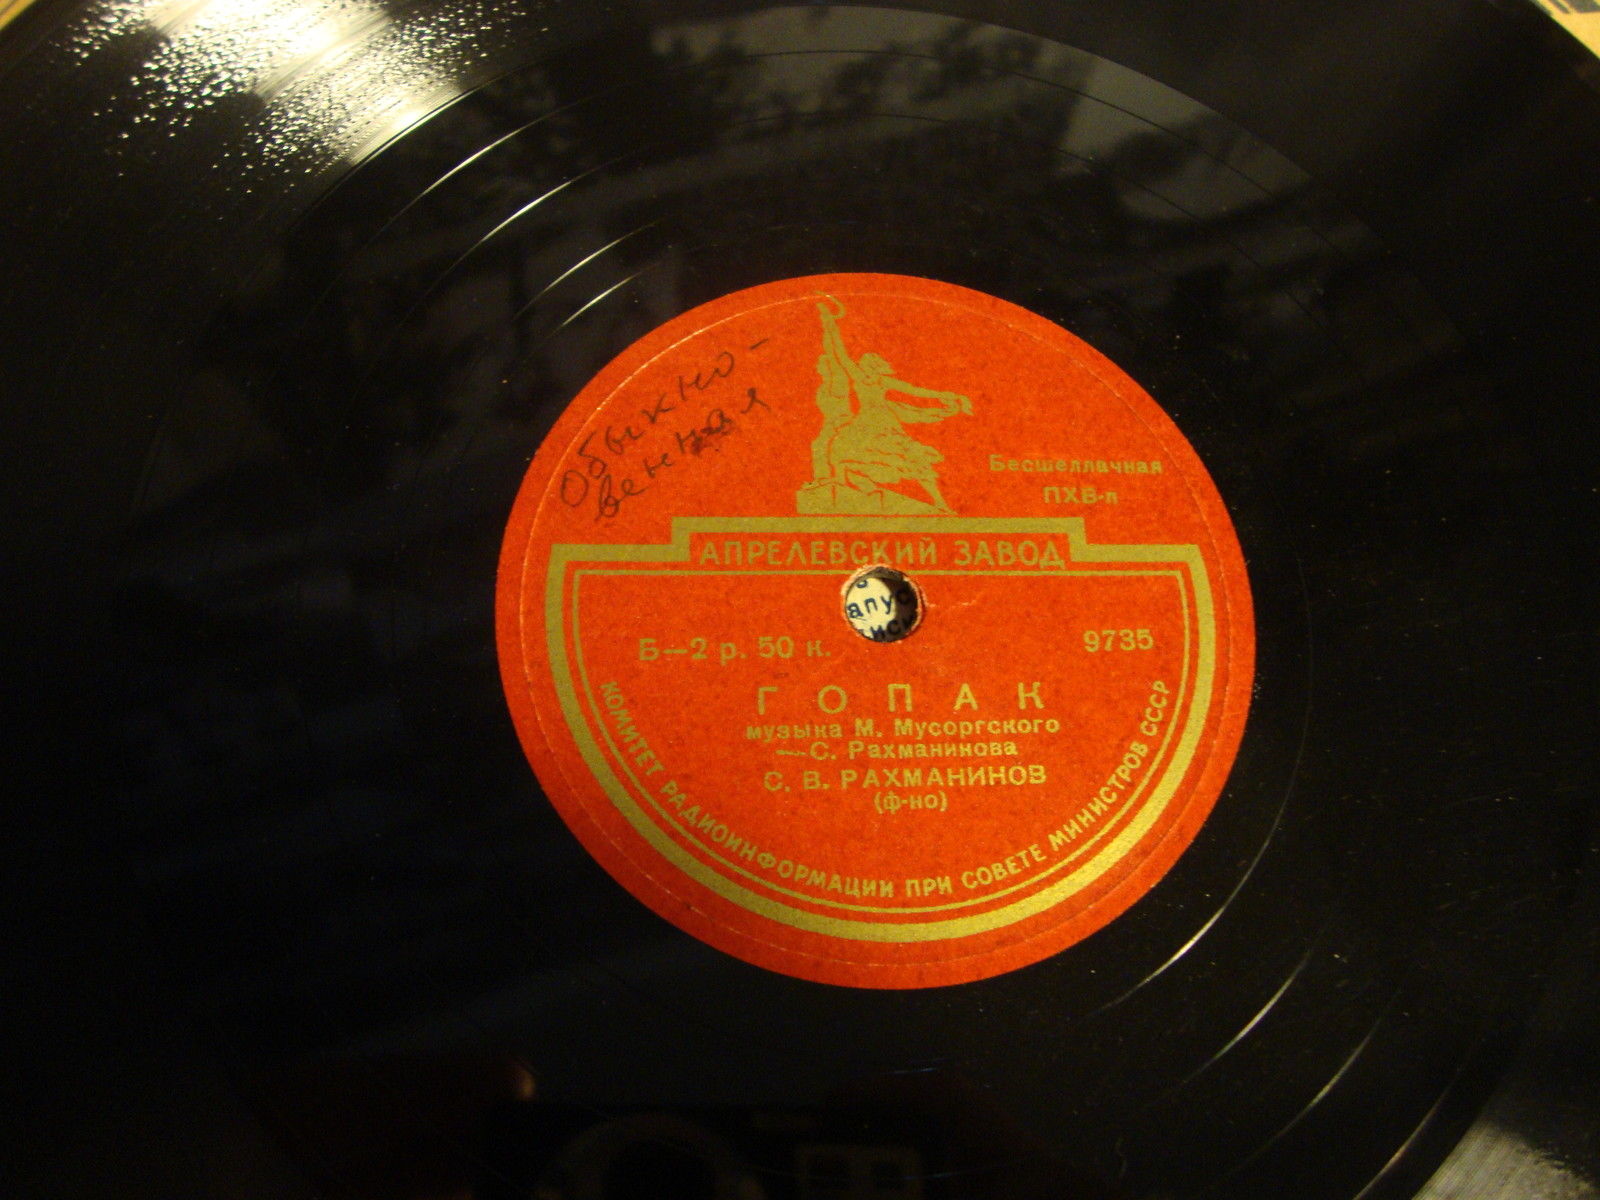 Обыкно-
венная
Бесшеллачная
ПХВ-п
АПРЕЛЕВСКИЙ ЗАВОД
апус
Б—2 р. 50 к.
9735
ГОПАК
музыка М. Мусоргского
—С. Рахманинова
С. В. РАХМАНИНОВ
(ф-но)
КОМИТЕТ РАДИОИНФОРМАЦИИ ПРИ СОВЕТЕ МИНИСТРОВ СССР